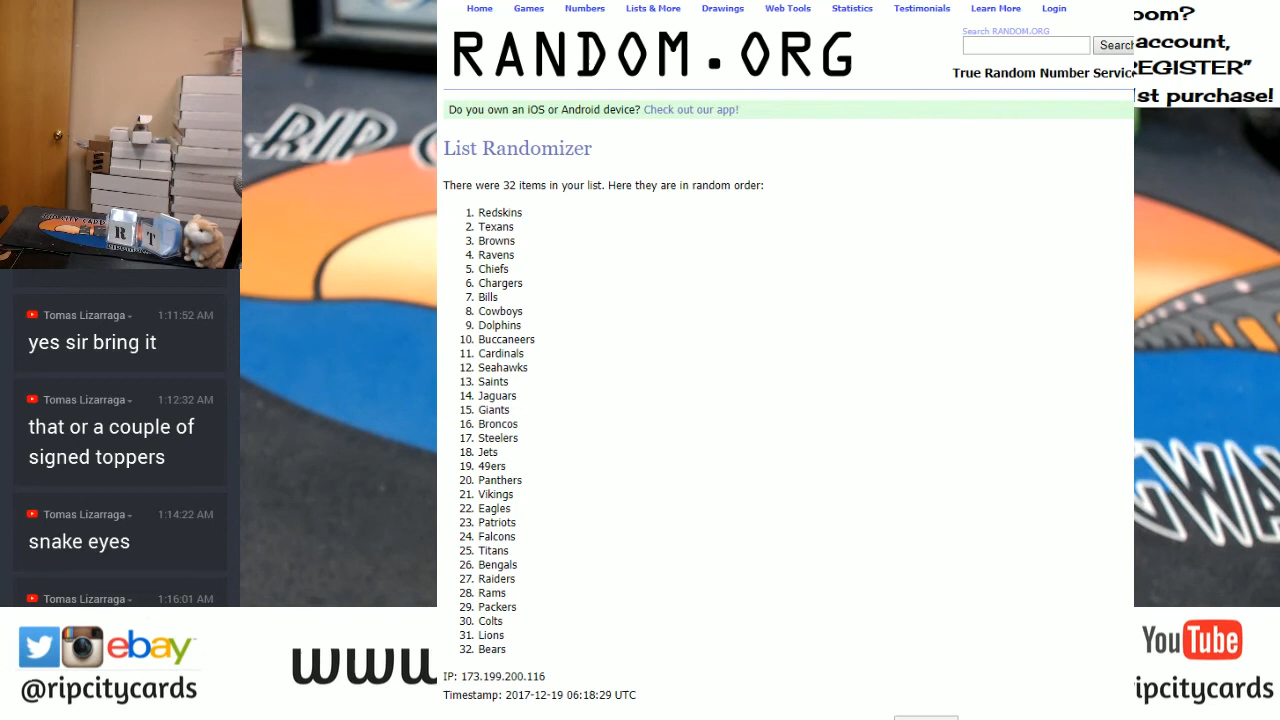 Home Games Numbers Lists & More Drawings Web Tools Statistics Testimonials Learn More Login
RANDOM.ORG
Search RANDOM.ORG
Search
True Random Number Service
Do you own an iOS or Android device? Check out our app!
List Randomizer
There were 32 items in your list. Here they are in random order:
1. Redskins
2. Texans
3. Browns
4. Ravens
5. Chiefs
6. Chargers
7. Bills
8. Cowboys
9. Dolphins
10. Buccaneers
11. Cardinals
12. Seahawks
13. Saints
14. Jaguars
15. Giants
16. Broncos
17. Steelers
18. Jets
19. 49ers
20. Panthers
21. Vikings
22. Eagles
23. Patriots
24. Falcons
25. Titans
26. Bengals
27. Raiders
28. Rams
29. Packers
30. Colts
31. Lions
32. Bears
IP: 173.199.200.116
Timestamp: 2017-12-19 06:18:29 UTC
oom?
account,
REGISTER”
1st purchase!
R T
RIP
Tomas Lizarraga 1:11:52 AM
yes sir bring it
Tomas Lizarraga 1:12:32 AM
that or a couple of
signed toppers
Tomas Lizarraga 1:14:22 AM
snake eyes
Tomas Lizarraga 1:16:01 AM
ebay
@ripcitycards
www
YouTube
ipcitycards